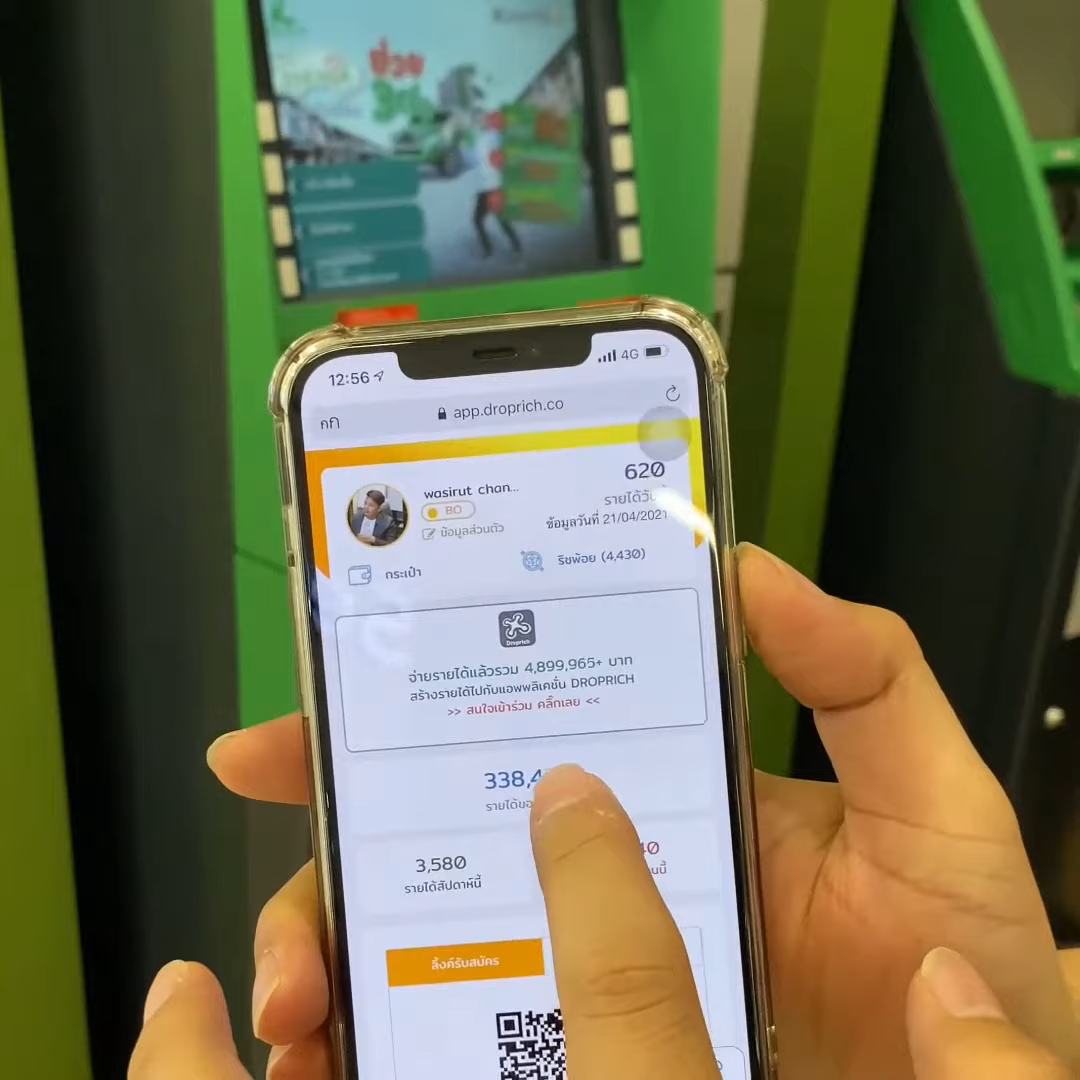 ช่วย
12:56
4G
กก
app.droprich.co
620
wasirut chan...
BO
ข้อมูลส่วนตัว
ข้อมูลวันที่ 21/04/2021
กระเป๋า
ริชพ้อย (4,430)
Droprich
จ่ายรายได้แล้วรวม 4,899,965+ บาท
สร้างรายได้ไปกับแอพพลิเคชั่น DROPRICH
>> สนใจเข้าร่วม คลิ๊กเลย <<
3,580
รายได้สัปดาห์นี้
ลิ้งค์รับสมัคร